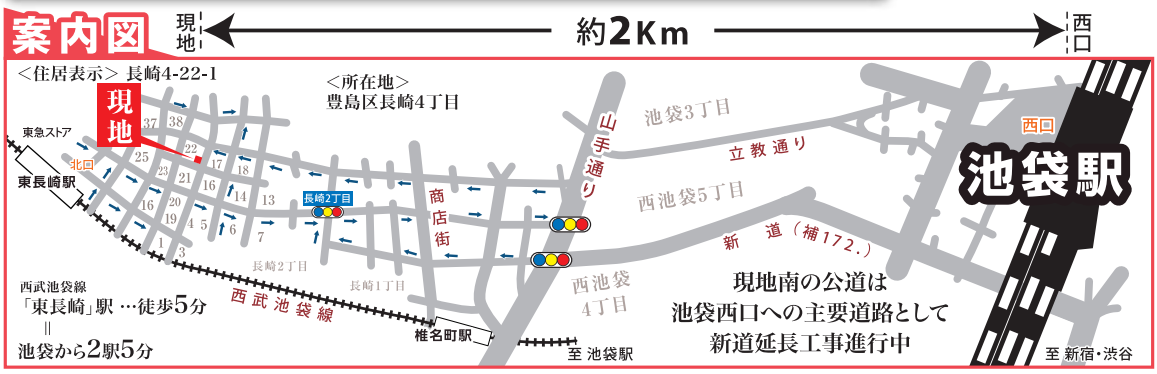 案内図
現地
約2Km
西口
＜住居表示＞ 長崎4-22-1
＜所在地＞
豊島区長崎4丁目
現地
東急ストア
北口
東長崎駅
37
38
25
22
23
21
17
16
18
14
13
16
20
19
4
5
6
7
1
3
長崎2丁目
商店街
山手通り
池袋3丁目
立教通り
西池袋5丁目
新道（補172.）
西口
池袋駅
長崎2丁目
長崎1丁目
西池袋
4丁目
西武池袋線
「東長崎」駅 …徒歩5分
॥
池袋から2駅5分
西武池袋線
椎名町駅
至 池袋駅
現地南の公道は
池袋西口への主要道路として
新道延長工事進行中
至 新宿・渋谷